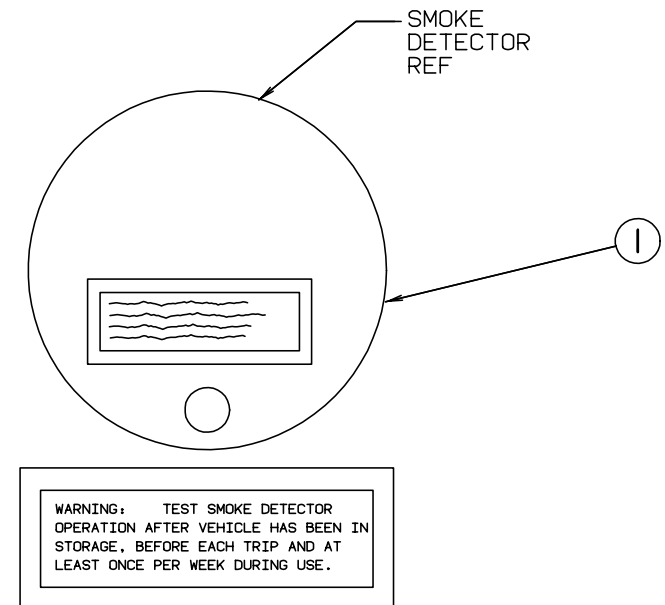 SMOKE
DETECTOR
REF
1
WARNING: TEST SMOKE DETECTOR
OPERATION AFTER VEHICLE HAS BEEN IN
STORAGE, BEFORE EACH TRIP AND AT
LEAST ONCE PER WEEK DURING USE.